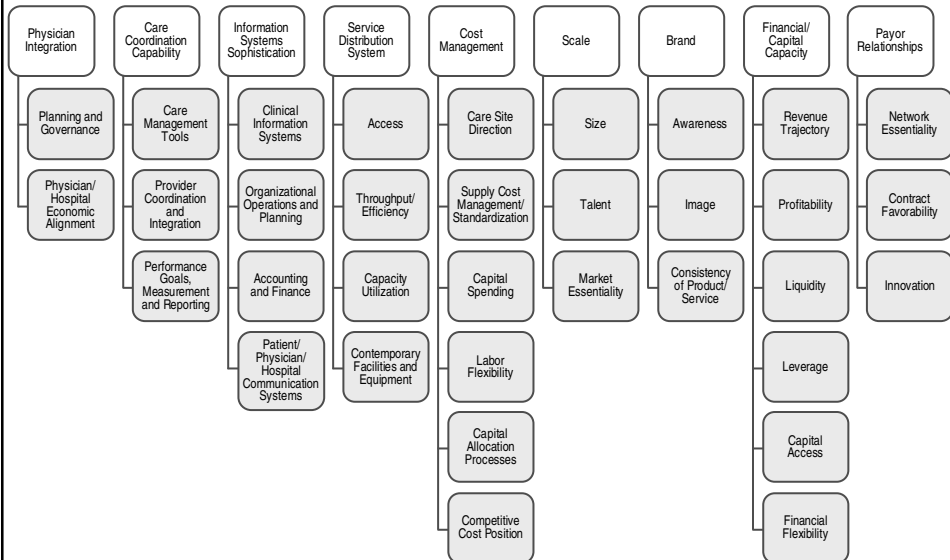 Physician
Integration
Care
Coordination
Capability
Information
Systems
Sophistication
Service
Distribution
System
Cost
Management
Scale
Brand
Financial/
Capital
Capacity
Payor
Relationships
Planning and
Governance
Physician/
Hospital
Economic
Alignment
Care
Management
Tools
Provider
Coordination
and
Integration
Performance
Goals,
Measurement
and Reporting
Clinical
Information
Systems
Organizational
Operations and
Planning
Accounting
and Finance
Patient/
Physician/
Hospital
Communication
Systems
Access
Throughput/
Efficiency
Capacity
Utilization
Contemporary
Facilities and
Equipment
Care Site
Direction
Supply Cost
Management/
Standardization
Capital
Spending
Labor
Flexibility
Capital
Allocation
Processes
Competitive
Cost Position
Size
Talent
Market
Essentiality
Awareness
Image
Consistency
of Product/
Service
Revenue
Trajectory
Profitability
Liquidity
Leverage
Capital
Access
Financial
Flexibility
Network
Essentiality
Contract
Favorability
Innovation